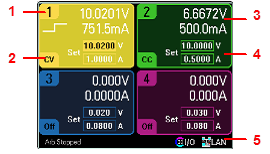 1
1 10.0201V
751.5mA
Set 10.0200 V
1.0000 A
2
CV
2 6.6672V
500.0mA
Set 10.0000 V
0.5000 A
CC
3
4
3 0.000V
0.0000A
Set 0.020 V
0.0800 A
Off
4 0.000V
0.0000A
Set 0.030 V
0.080 A
Off
Arb Stopped
I/O
LAN
5